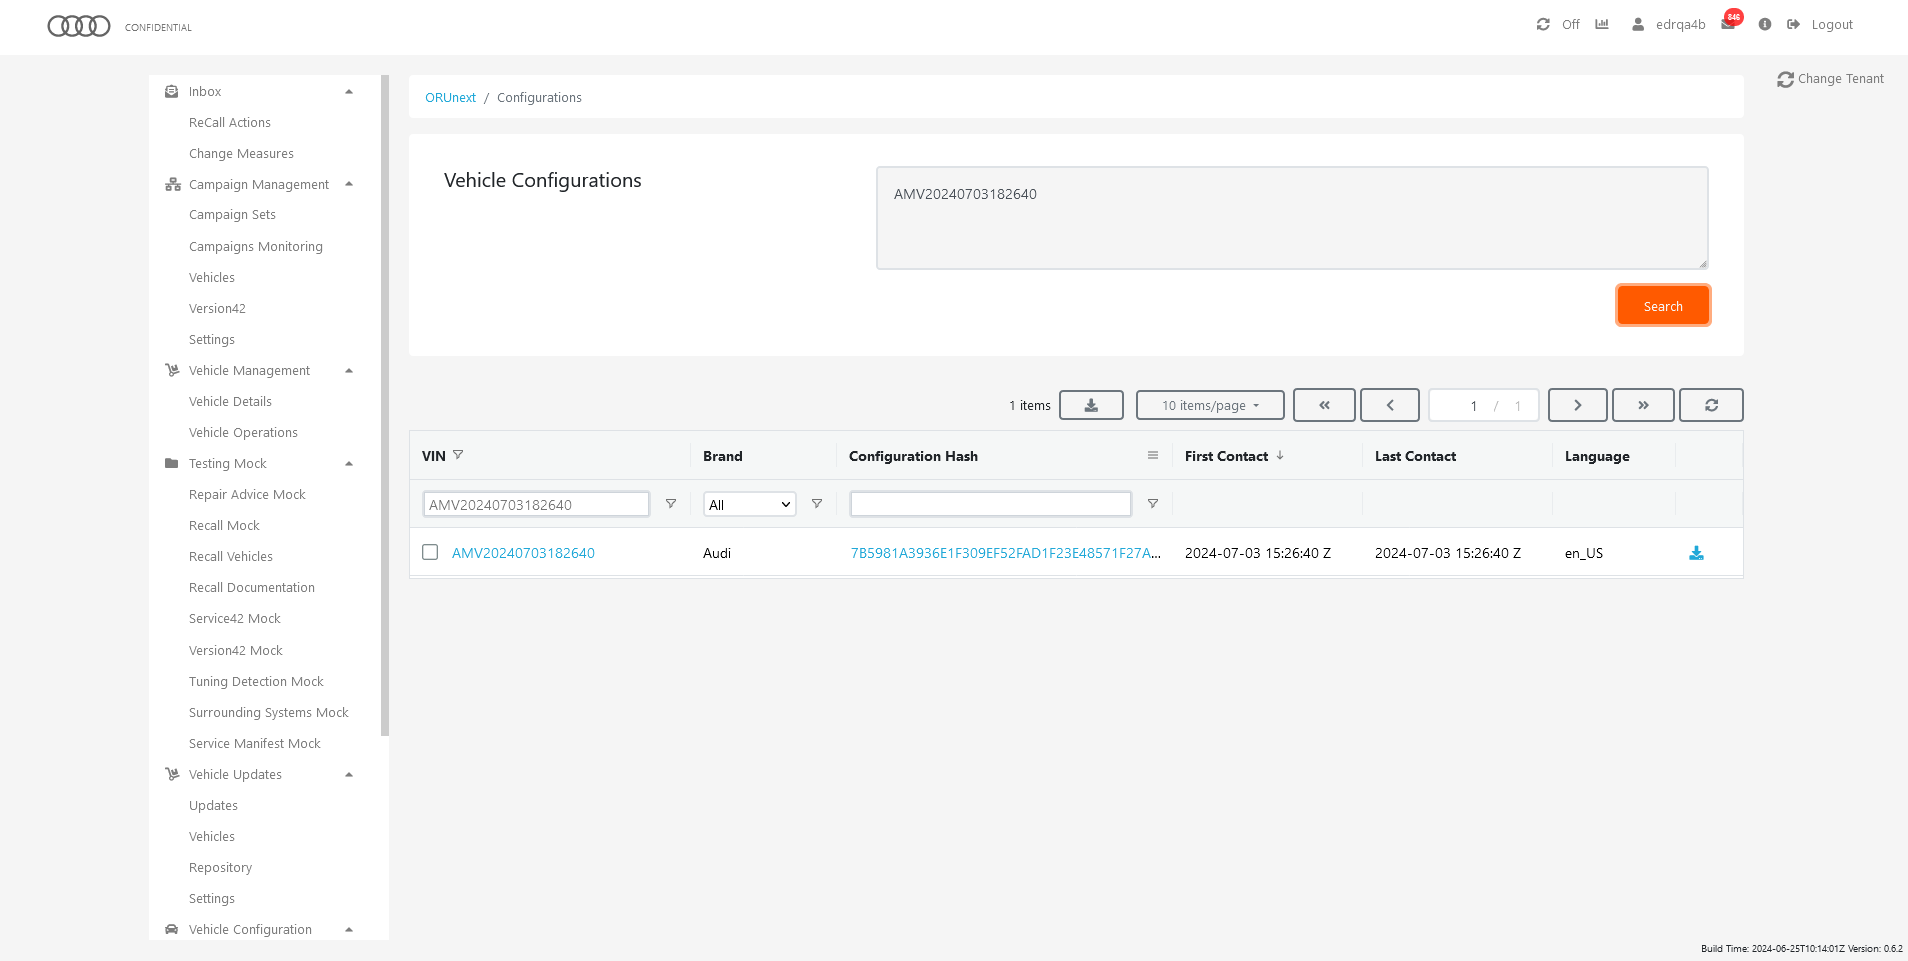 CONFIDENTIAL
Off
edrqa4b
846
Logout
Change Tenant
Inbox
ReCall Actions
Change Measures
Campaign Management
Campaign Sets
Campaigns Monitoring
Vehicles
Version42
Settings
Vehicle Management
Vehicle Details
Vehicle Operations
Testing Mock
Repair Advice Mock
Recall Mock
Recall Vehicles
Recall Documentation
Service42 Mock
Version42 Mock
Tuning Detection Mock
Surrounding Systems Mock
Service Manifest Mock
Vehicle Updates
Updates
Vehicles
Repository
Settings
Vehicle Configuration
ORUnext / Configurations
Vehicle Configurations
AMV20240703182640
Search
1 items
10 items/page
1 / 1
VIN Brand Configuration Hash First Contact Last Contact Language
AMV20240703182640 All
AMV20240703182640 Audi 7B5981A3936E1F309EF52FAD1F23E48571F27A... 2024-07-03 15:26:40 Z 2024-07-03 15:26:40 Z en_US
Build Time: 2024-06-25T10:14:01Z Version: 0.6.2